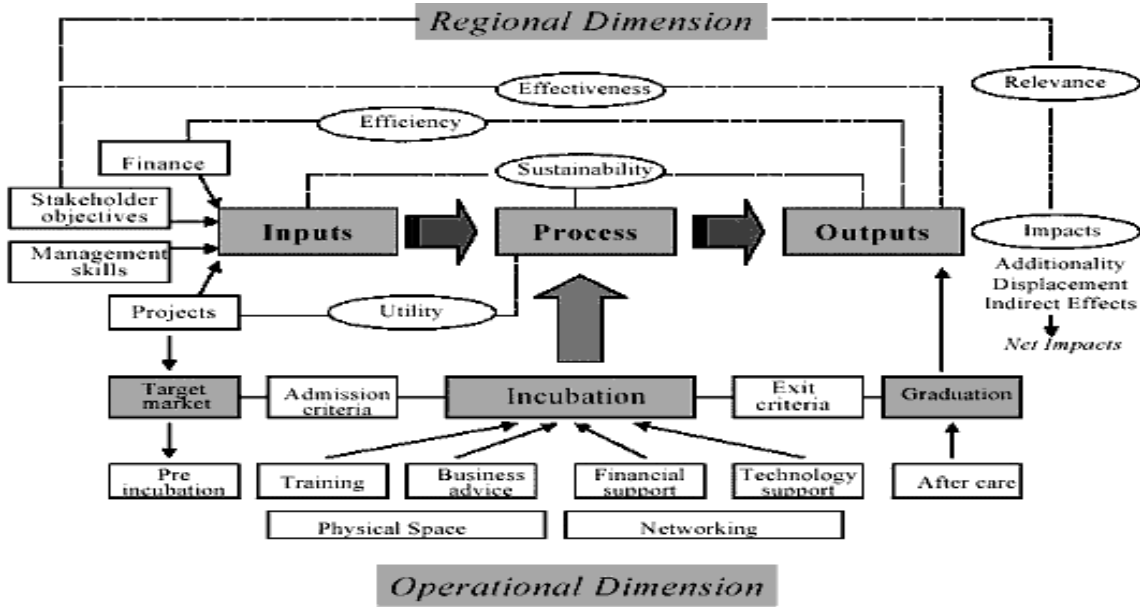 Regional Dimension
Relevance
Effectiveness
Efficiency
Finance
Sustainability
Stakeholder
objectives
Inputs
Process
Outputs
Impacts
Management
skills
Additionality
Displacement
Indirect Effects
Projects
Utility
Net Impacts
Target
market
Admission
criteria
Incubation
Exit
criteria
Graduation
Pre
incubation
Training
Business
advice
Financial
support
Technology
support
After care
Physical Space
Networking
Operational Dimension